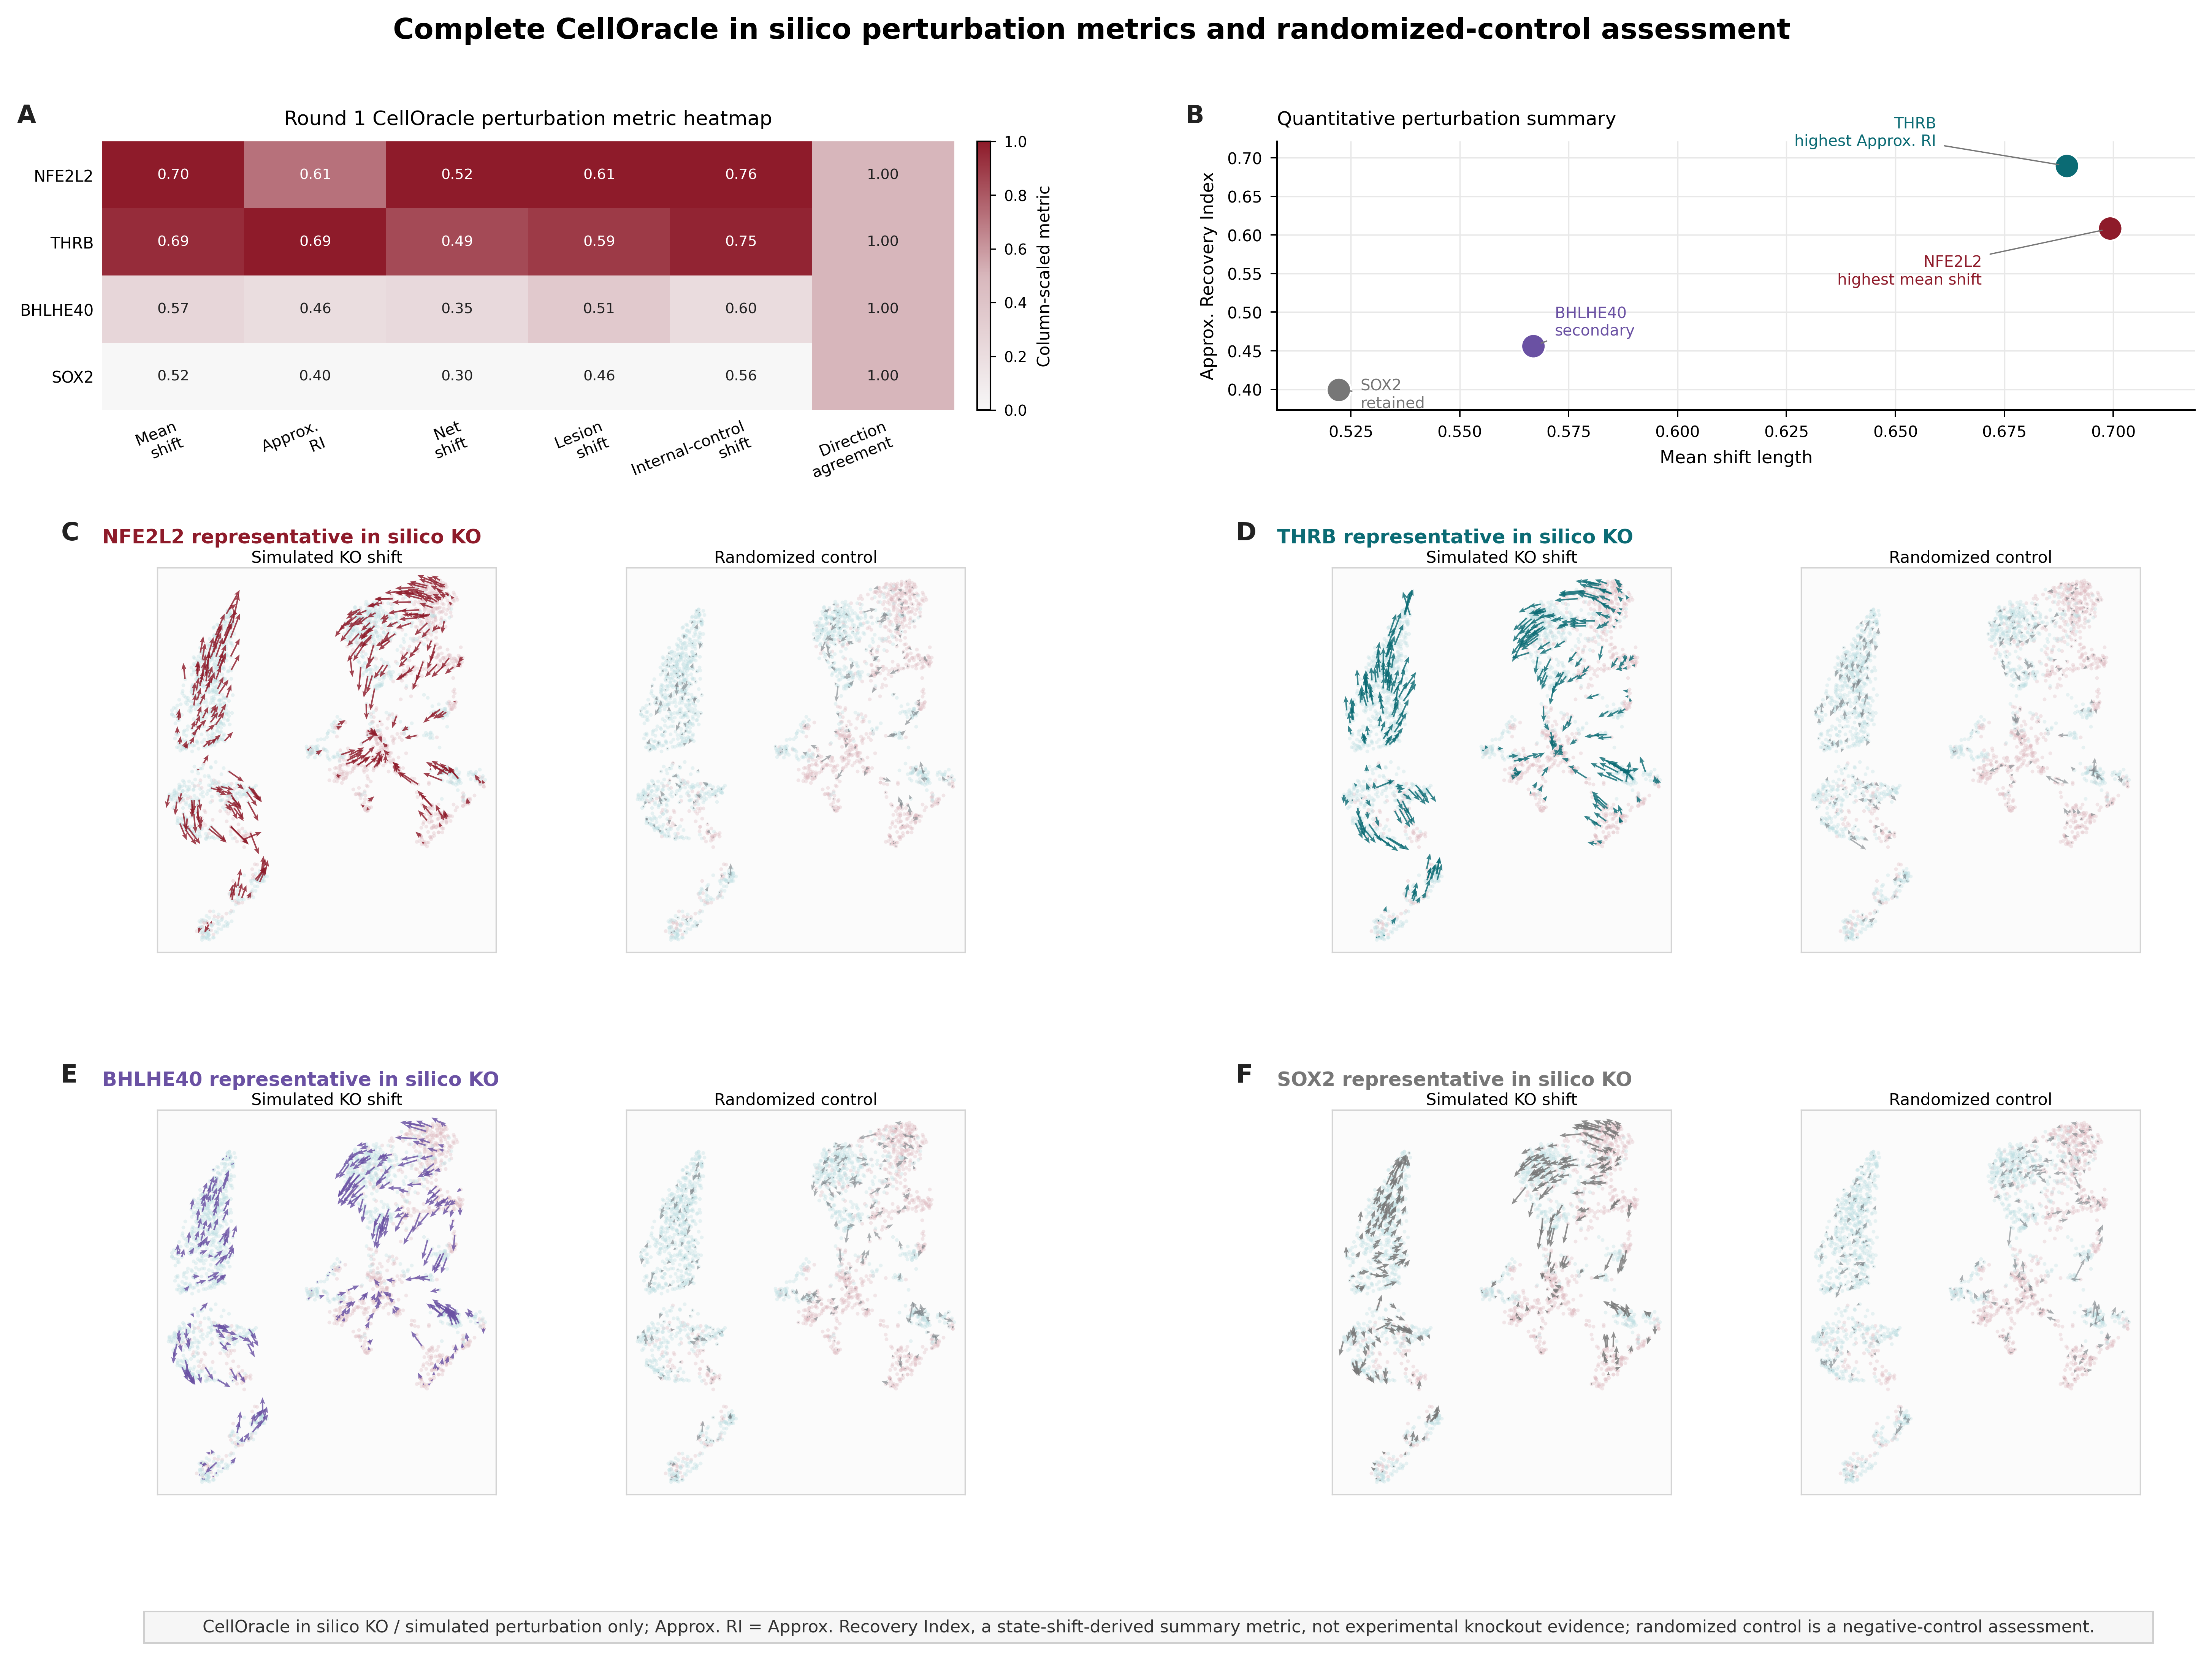 Complete CellOracle in silico perturbation metrics and randomized-control assessment
A
Round 1 CellOracle perturbation metric heatmap
NFE2L2
0.70
0.61
0.52
0.61
0.76
1.00
THRB
0.69
0.69
0.49
0.59
0.75
1.00
BHLHE40
0.57
0.46
0.35
0.51
0.60
1.00
SOX2
0.52
0.40
0.30
0.46
0.56
1.00
Mean
shift
Approx.
RI
Net
shift
Lesion
shift
Internal-control
shift
Direction
agreement
1.0
0.8
0.6
0.4
0.2
0.0
Column-scaled metric
B
Quantitative perturbation summary
Approx. Recovery Index
0.70
0.65
0.60
0.55
0.50
0.45
0.40
THRB
highest Approx. RI
NFE2L2
highest mean shift
BHLHE40
secondary
SOX2
retained
0.525
0.550
0.575
0.600
0.625
0.650
0.675
0.700
Mean shift length
C
NFE2L2 representative in silico KO
Simulated KO shift
Randomized control
D
THRB representative in silico KO
Simulated KO shift
Randomized control
E
BHLHE40 representative in silico KO
Simulated KO shift
Randomized control
F
SOX2 representative in silico KO
Simulated KO shift
Randomized control
CellOracle in silico KO / simulated perturbation only; Approx. RI = Approx. Recovery Index, a state-shift-derived summary metric, not experimental knockout evidence; randomized control is a negative-control assessment.